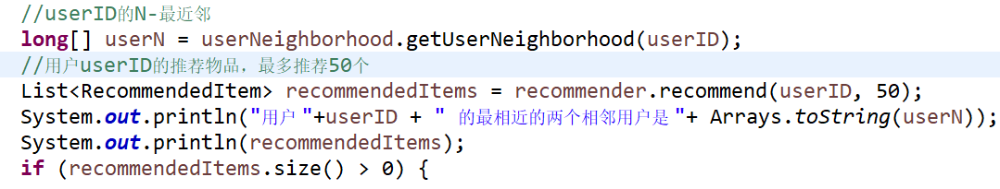 //userID的N-最近邻
long[] userN = userNeighborhood.getUserNeighborhood(userID);
//用户userID的推荐物品，最多推荐50个
List<RecommendedItem> recommendedItems = recommender.recommend(userID, 50);
System.out.println("用户"+userID + " 的最相近的两个相邻用户是"+ Arrays.toString(userN));
System.out.println(recommendedItems);
if (recommendedItems.size() > 0) {